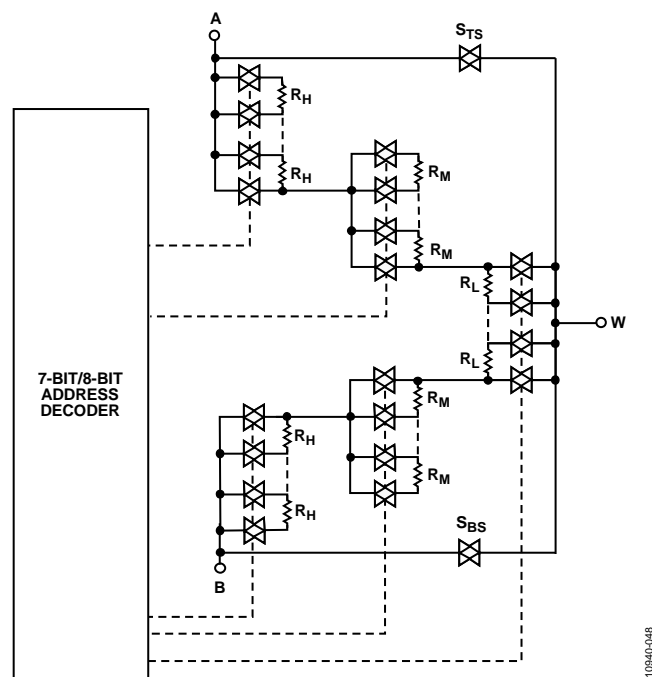 A
S_TS
R_H
R_H
R_M
R_M
R_L
W
R_L
7-BIT/8-BIT
ADDRESS
DECODER
R_M
R_H
R_M
R_H
S_BS
B
10940-048